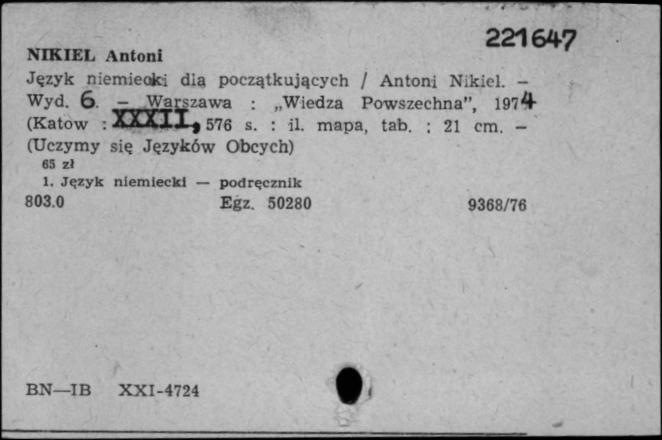 221647
NIKIEL Antoni
Język niemiecki dla początkujących / Antoni Nikiel. —
Wyd. 6. — Warszawa : „Wiedza Powszechna”, 1974
(Katow : XXXII, 576 s. : il. mapa, tab. ; 21 cm. —
(Uczymy się Języków Obcych)
65 zł
1. Język niemiecki — podręcznik
803.0 Egz. 50280 9368/76
BN—IB XXI-4724